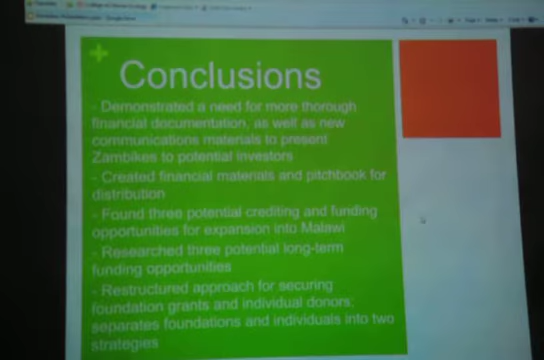 +
Conclusions
- Demonstrated a need for more thorough
financial documentation, as well as new
communications materials to present
Zambikes to potential investors
- Created financial materials and pitchbook for
distribution
- Found three potential crediting and funding
opportunities for expansion into Malawi
- Researched three potential long-term
funding opportunities
- Restructured approach for securing
foundation grants and individual donors;
separates foundations and individuals into two
strategies